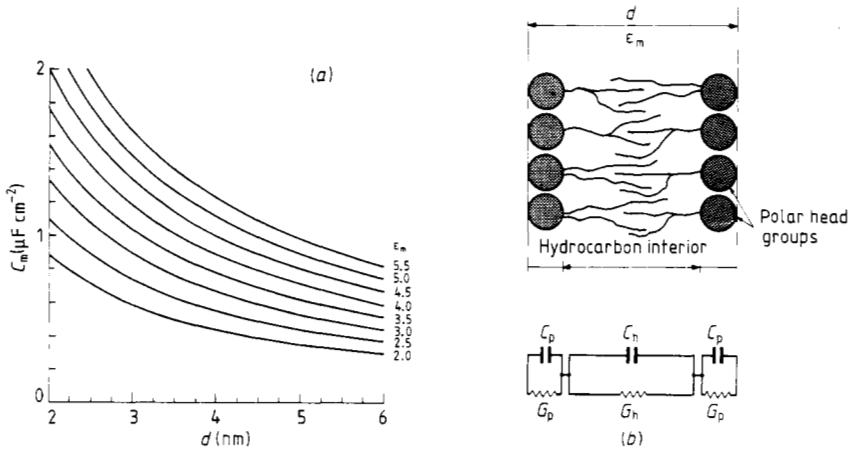 2
1
0
C_m (μF cm⁻²)
(a)
ε_m
5.5
5.0
4.5
4.0
3.5
3.0
2.5
2.0
2 3 4 5 6
d (nm)
d
ε_m
Polar head
groups
Hydrocarbon interior
C_p C_h C_p
G_p G_h G_p
(b)